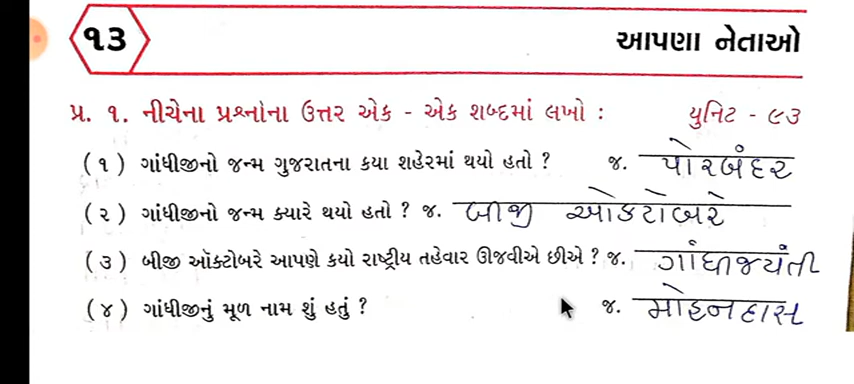 ૧૩ આપણા નેતાઓ
પ્ર. ૧. નીચેના પ્રશ્નોના ઉત્તર એક - એક શબ્દમાં લખો : યુનિટ - ૯૩
(૧) ગાંધીજીનો જન્મ ગુજરાતના કયા શહેરમાં થયો હતો ? જ. પોરબંદર
(૨) ગાંધીજીનો જન્મ ક્યારે થયો હતો ? જ. બીજી ઓકટોબરે
(૩) બીજી ઑક્ટોબરે આપણે કયો રાષ્ટ્રીય તહેવાર ઊજવીએ છીએ ? જ. ગાંધીજયંતી
(૪) ગાંધીજીનું મૂળ નામ શું હતું ? જ. મોહનદાસ